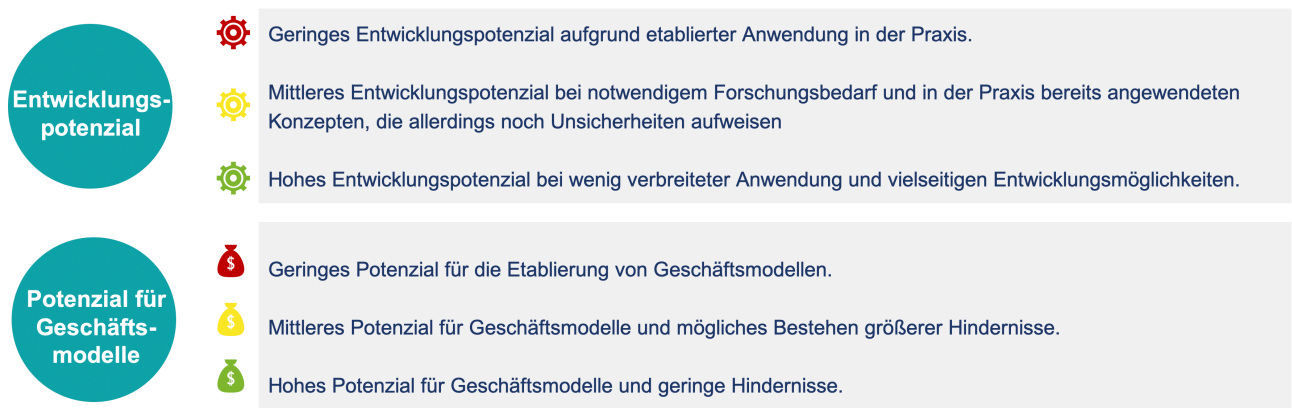 Entwicklungs-
potenzial
Geringes Entwicklungspotenzial aufgrund etablierter Anwendung in der Praxis.
Mittleres Entwicklungspotenzial bei notwendigem Forschungsbedarf und in der Praxis bereits angewendeten
Konzepten, die allerdings noch Unsicherheiten aufweisen
Hohes Entwicklungspotenzial bei wenig verbreiteter Anwendung und vielseitigen Entwicklungsmöglichkeiten.
Potenzial für
Geschäfts-
modelle
$ Geringes Potenzial für die Etablierung von Geschäftsmodellen.
$ Mittleres Potenzial für Geschäftsmodelle und mögliches Bestehen größerer Hindernisse.
$ Hohes Potenzial für Geschäftsmodelle und geringe Hindernisse.